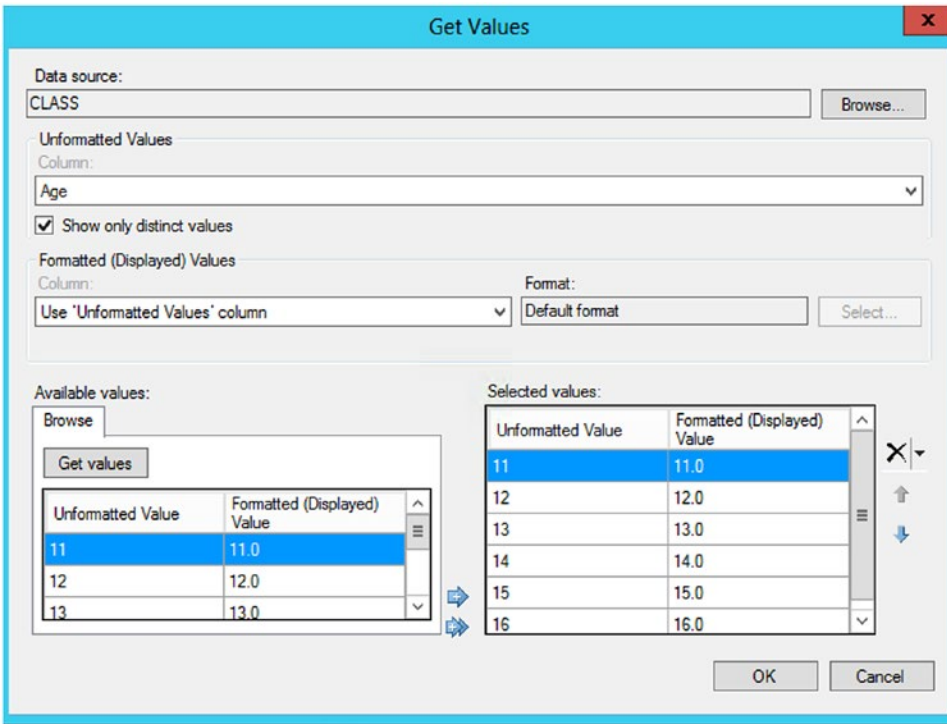 Get Values
x
Data source:
CLASS
Browse...
Unformatted Values
Column:
Age
Show only distinct values
Formatted (Displayed) Values
Column:
Format:
Use 'Unformatted Values' column
Default format
Select...
Available values:
Browse
Get values
Unformatted Value
Formatted (Displayed) Value
11 11.0
12 12.0
13 13.0
Selected values:
Unformatted Value
Formatted (Displayed) Value
11 11.0
12 12.0
13 13.0
14 14.0
15 15.0
16 16.0
OK
Cancel